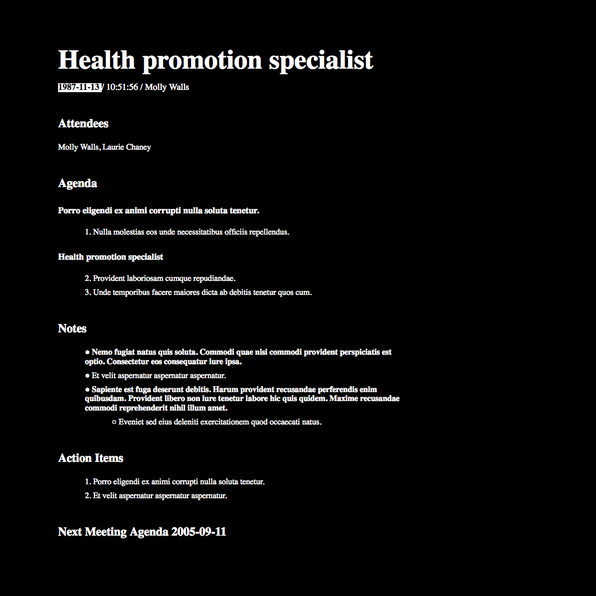 Health promotion specialist
1987-11-13 / 10:51:56 / Molly Walls
Attendees
Molly Walls, Laurie Chaney
Agenda
Porro eligendi ex animi corrupti nulla soluta tenetur.
1. Nulla molestias eos unde necessitatibus officiis repellendus.
Health promotion specialist
2. Provident laboriosam cumque repudiandae.
3. Unde temporibus facere maiores dicta ab debitis tenetur quos cum.
Notes
● Nemo fugiat natus quis soluta. Commodi quae nisi commodi provident perspiciatis est
optio. Consectetur eos consequatur iure ipsa.
● Et velit aspernatur aspernatur aspernatur.
● Sapiente est fuga deserunt debitis. Harum provident recusandae perferendis enim
quibusdam. Provident libero non iure tenetur labore hic quis quidem. Maxime recusandae
commodi reprehenderit nihil illum amet.
○ Eveniet sed eius deleniti exercitationem quod occaecati natus.
Action Items
1. Porro eligendi ex animi corrupti nulla soluta tenetur.
2. Et velit aspernatur aspernatur aspernatur.
Next Meeting Agenda 2005-09-11